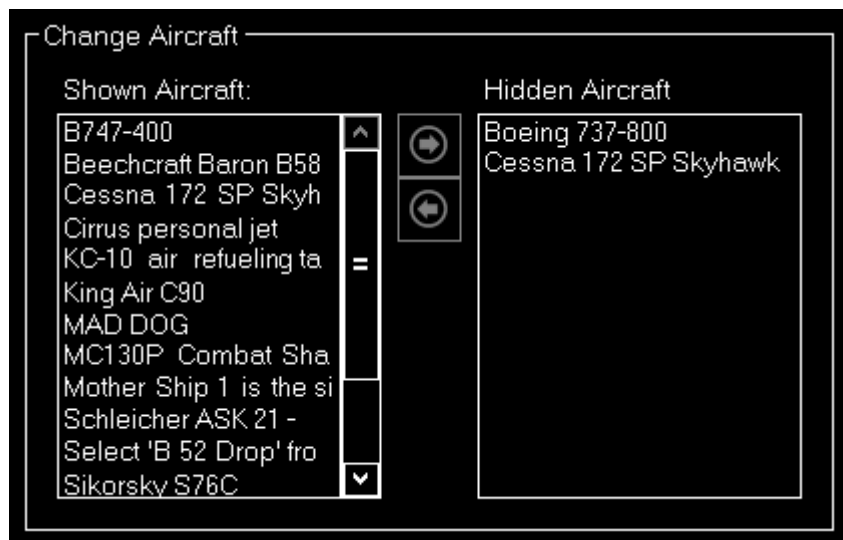 Change Aircraft
Shown Aircraft:
B747-400
Beechcraft Baron B58
Cessna 172 SP Skyh
Cirrus personal jet
KC-10 air refueling ta
King Air C90
MAD DOG
MC130P Combat Sha
Mother Ship 1 is the si
Schleicher ASK 21 -
Select 'B 52 Drop' fro
Sikorsky S76C
Hidden Aircraft
Boeing 737-800
Cessna 172 SP Skyhawk